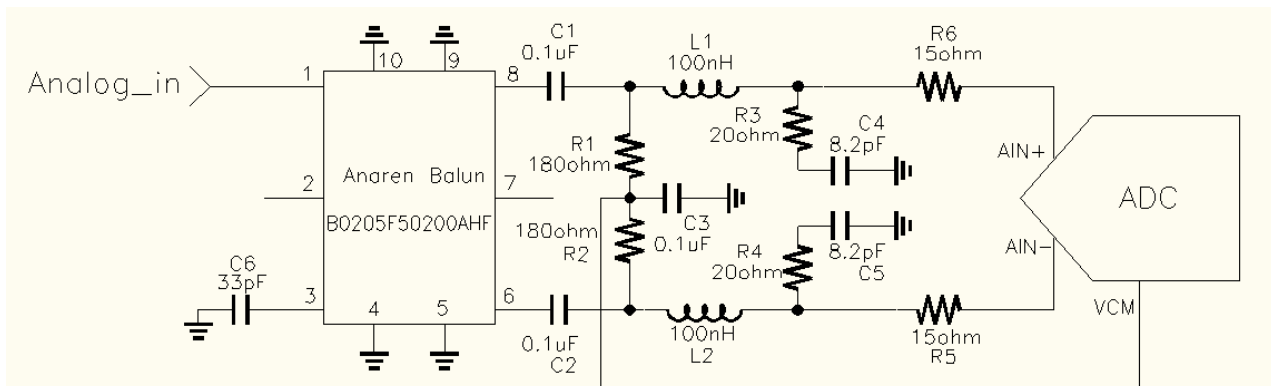 C1
0.1uF
L1
100nH
R6
15ohm
10
9
Analog_in
1
8
R3
20ohm
C4
8.2pF
R1
180ohm
AIN+
2
Anaren Balun
7
ADC
B0205F50200AHF
180ohm
R2
C3
0.1uF
R4
20ohm
8.2pF
C5
AIN-
C6
33pF
3
4
5
6
VCM
0.1uF
C2
100nH
L2
15ohm
R5